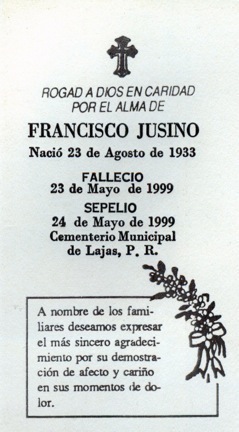 ROGAD A DIOS EN CARIDAD
POR EL ALMA DE
FRANCISCO JUSINO
Nació 23 de Agosto de 1933
FALLECIO
23 de Mayo de 1999
SEPELIO
24 de Mayo de 1999
Cementerio Municipal
de Lajas, P. R.
A nombre de los fami-
liares deseamos expresar
el más sincero agradeci-
miento por su demostra-
ción de afecto y cariño
en sus momentos de do-
lor.